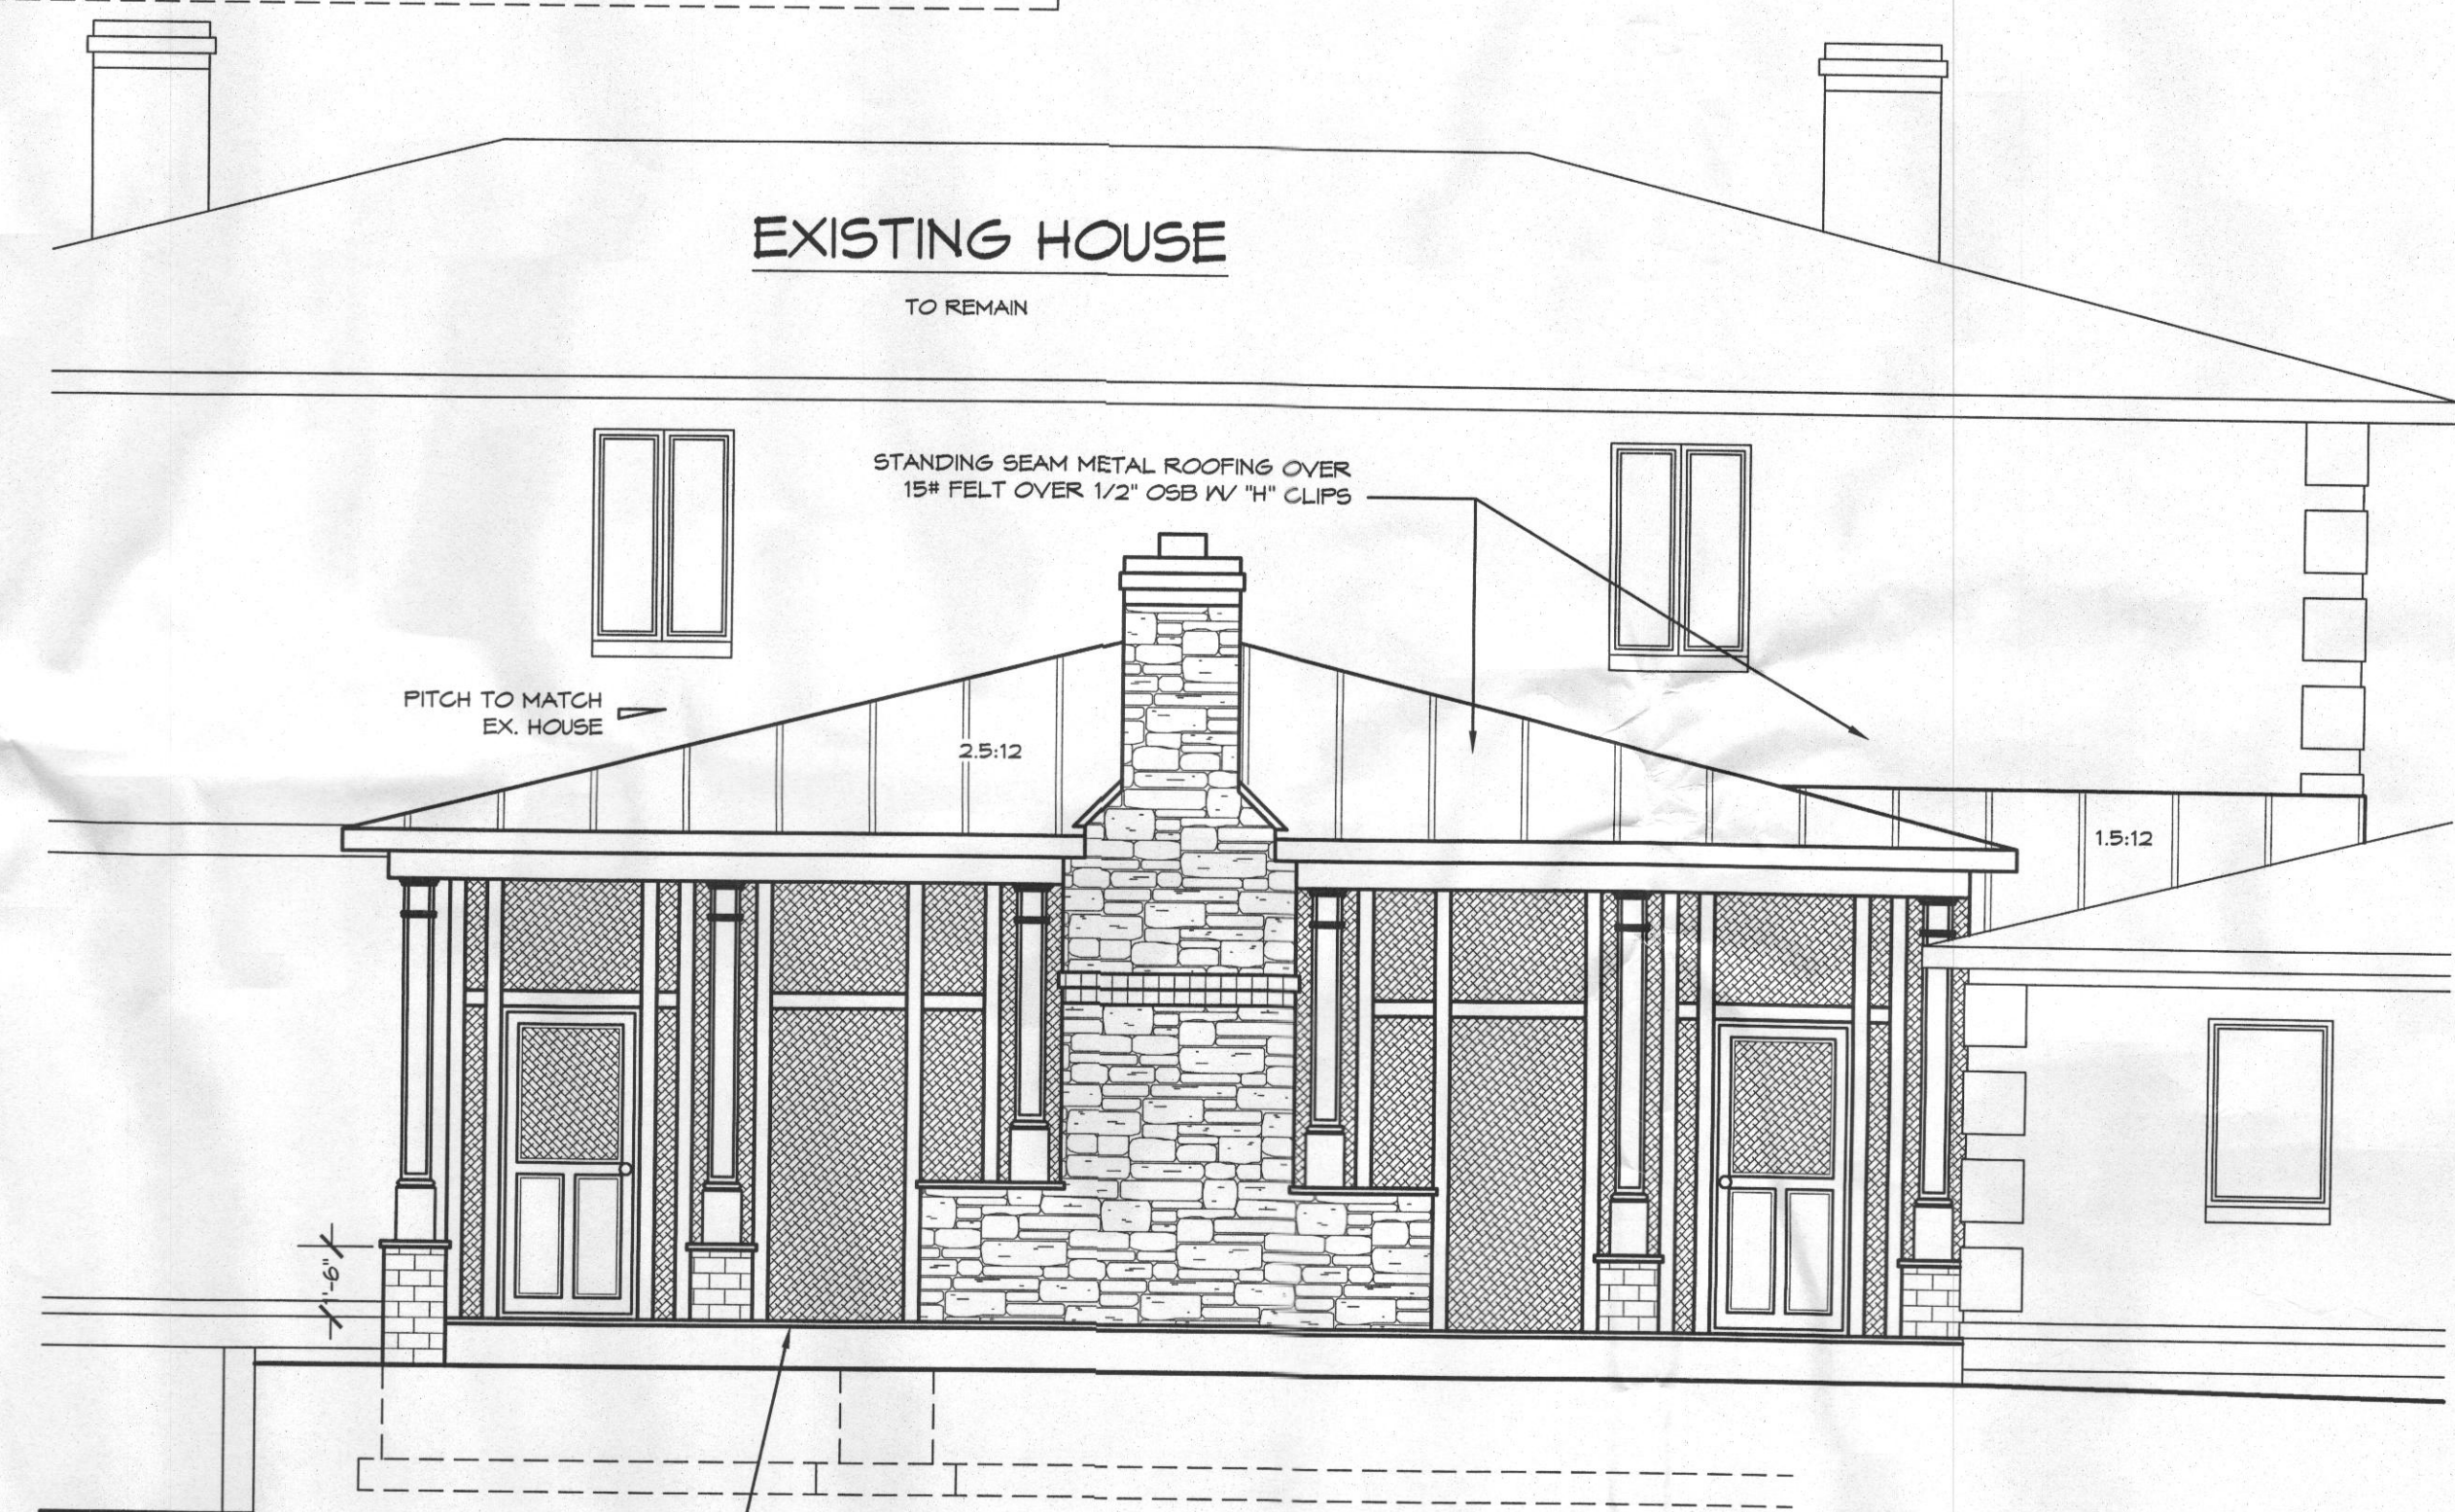 EXISTING HOUSE
TO REMAIN
STANDING SEAM METAL ROOFING OVER
15# FELT OVER 1/2" OSB W/ "H" CLIPS
PITCH TO MATCH
EX. HOUSE
2.5:12
1.5:12
1'-6"